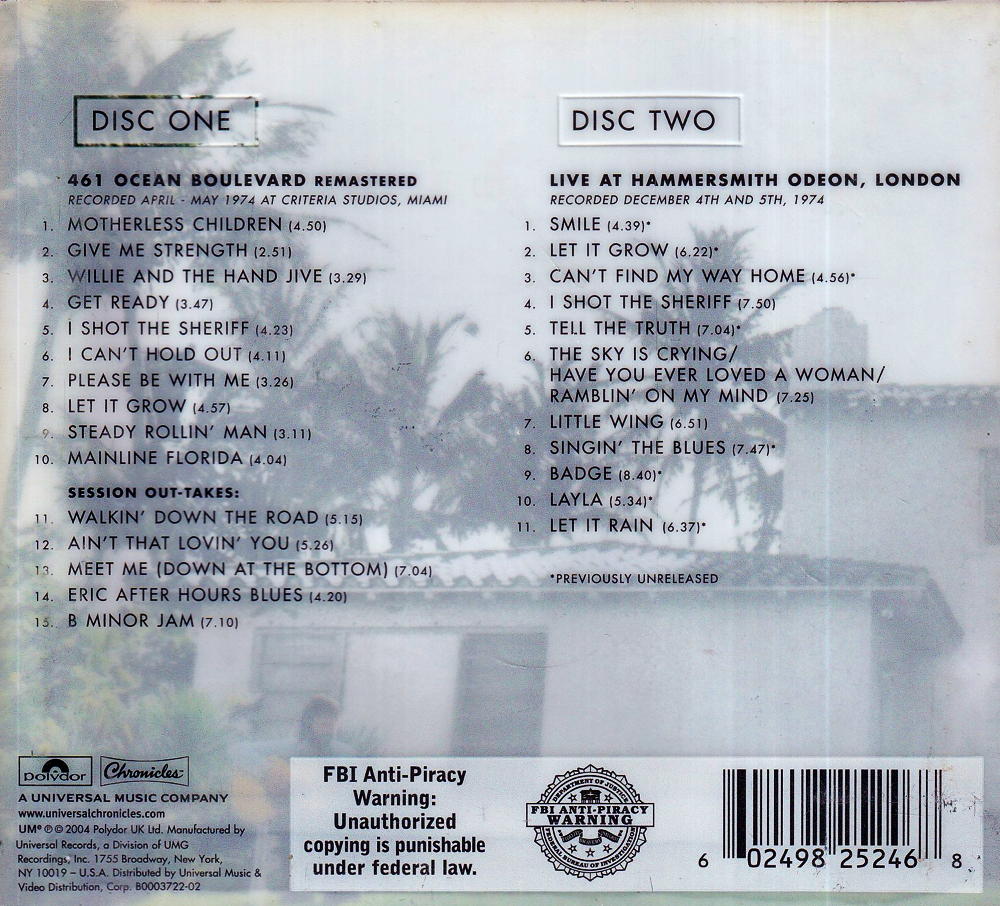 DISC ONE
461 OCEAN BOULEVARD REMASTERED
RECORDED APRIL - MAY 1974 AT CRITERIA STUDIOS, MIAMI
1. MOTHERLESS CHILDREN (4.50)
2. GIVE ME STRENGTH (2.51)
3. WILLIE AND THE HAND JIVE (3.29)
4. GET READY (3.47)
5. I SHOT THE SHERIFF (4.23)
6. I CAN'T HOLD OUT (4.11)
7. PLEASE BE WITH ME (3.26)
8. LET IT GROW (4.57)
9. STEADY ROLLIN' MAN (3.11)
10. MAINLINE FLORIDA (4.04)
SESSION OUT-TAKES:
11. WALKIN' DOWN THE ROAD (5.15)
12. AIN'T THAT LOVIN' YOU (5.26)
13. MEET ME (DOWN AT THE BOTTOM) (7.04)
14. ERIC AFTER HOURS BLUES (4.20)
15. B MINOR JAM (7.10)
DISC TWO
LIVE AT HAMMERSMITH ODEON, LONDON
RECORDED DECEMBER 4TH AND 5TH, 1974
1. SMILE (4.39)*
2. LET IT GROW (6.22)*
3. CAN'T FIND MY WAY HOME (4.56)*
4. I SHOT THE SHERIFF (7.50)
5. TELL THE TRUTH (7.04)*
6. THE SKY IS CRYING/
HAVE YOU EVER LOVED A WOMAN/
RAMBLIN' ON MY MIND (7.25)
7. LITTLE WING (6.51)
8. SINGIN' THE BLUES (7.47)*
9. BADGE (8.40)*
10. LAYLA (5.34)*
11. LET IT RAIN (6.37)*
*PREVIOUSLY UNRELEASED
polydor Chronicles
A UNIVERSAL MUSIC COMPANY
www.universalchronicles.com
UM® ℗ © 2004 Polydor UK Ltd. Manufactured by
Universal Records, a Division of UMG
Recordings, Inc. 1755 Broadway, New York,
NY 10019 – U.S.A. Distributed by Universal Music &
Video Distribution, Corp. B0003722-02
FBI Anti-Piracy
Warning:
Unauthorized
copying is punishable
under federal law.
DEPARTMENT OF JUSTICE
FBI ANTI-PIRACY
WARNING
FEDERAL BUREAU OF INVESTIGATION
6 02498 25246 8